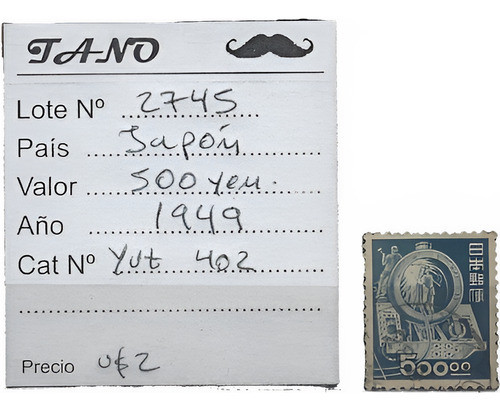 TANO
Lote Nº 2745
País Japón
Valor 500 yen.
Año 1949
Cat Nº Yvt 402
Precio U$2
日本郵便
500.00